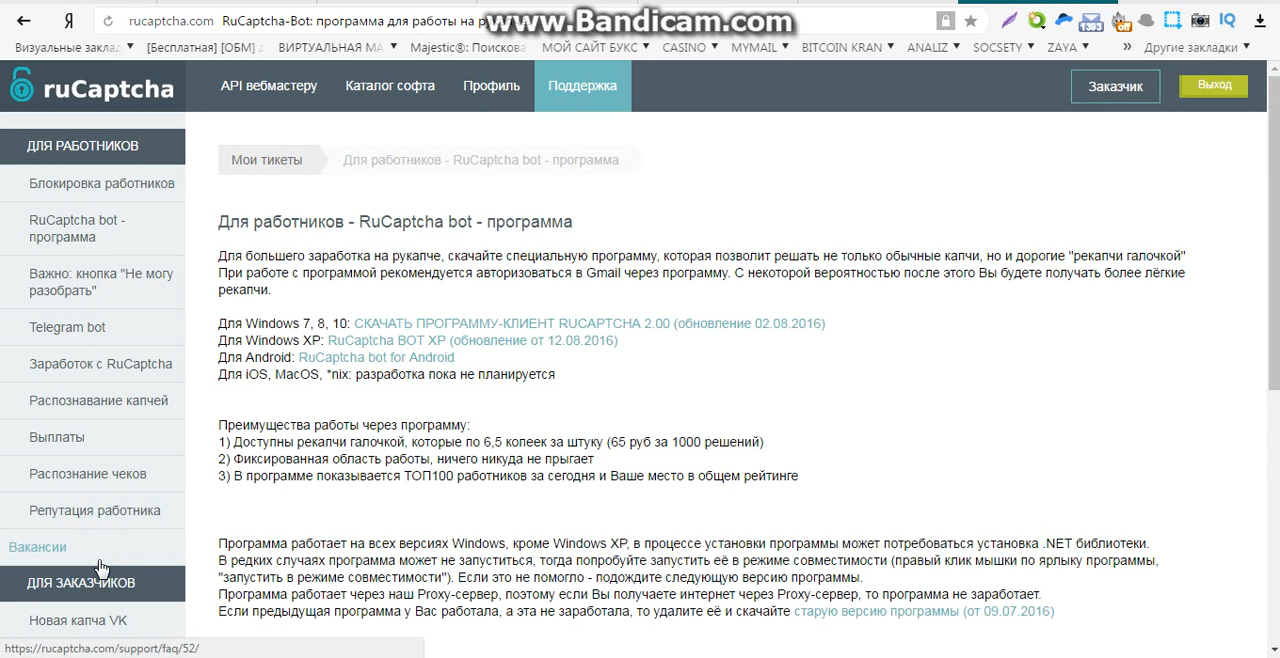 Я
rucaptcha.com RuCaptcha-Bot: программа для работы на
www.Bandicam.com
1393
off
IQ
Визуальные заклад
[Бесплатная] [ОБМ]
ВИРТУАЛЬНАЯ МА
Majestic®: Поискова
МОЙ САЙТ БУКС
CASINO
MYMAIL
BITCOIN KRAN
ANALIZ
SOCSETY
ZAYA
»
Другие закладки
ruCaptcha
API вебмастеру
Каталог софта
Профиль
Поддержка
Заказчик
Выход
ДЛЯ РАБОТНИКОВ
Блокировка работников
RuCaptcha bot -
программа
Важно: кнопка "Не могу
разобрать"
Telegram bot
Заработок с RuCaptcha
Распознавание капчей
Выплаты
Распознание чеков
Репутация работника
Вакансии
ДЛЯ ЗАКАЗЧИКОВ
Новая капча VK
https://rucaptcha.com/support/faq/52/
Мои тикеты
Для работников - RuCaptcha bot - программа
Для работников - RuCaptcha bot - программа
Для большего заработка на рукапче, скачайте специальную программу, которая позволит решать не только обычные капчи, но и дорогие "рекапчи галочкой"
При работе с программой рекомендуется авторизоваться в Gmail через программу. С некоторой вероятностью после этого Вы будете получать более лёгкие
рекапчи.
Для Windows 7, 8, 10: СКАЧАТЬ ПРОГРАММУ-КЛИЕНТ RUCAPTCHA 2.00 (обновление 02.08.2016)
Для Windows XP: RuCaptcha BOT XP (обновление от 12.08.2016)
Для Android: RuCaptcha bot for Android
Для iOS, MacOS, *nix: разработка пока не планируется
Преимущества работы через программу:
1) Доступны рекапчи галочкой, которые по 6,5 копеек за штуку (65 руб за 1000 решений)
2) Фиксированная область работы, ничего никуда не прыгает
3) В программе показывается ТОП100 работников за сегодня и Ваше место в общем рейтинге
Программа работает на всех версиях Windows, кроме Windows XP, в процессе установки программы может потребоваться установка .NET библиотеки.
В редких случаях программа может не запуститься, тогда попробуйте запустить её в режиме совместимости (правый клик мышки по ярлыку программы,
"запустить в режиме совместимости"). Если это не помогло - подождите следующую версию программы.
Программа работает через наш Proxy-сервер, поэтому если Вы получаете интернет через Proxy-сервер, то программа не заработает.
Если предыдущая программа у Вас работала, а эта не заработала, то удалите её и скачайте старую версию программы (от 09.07.2016)